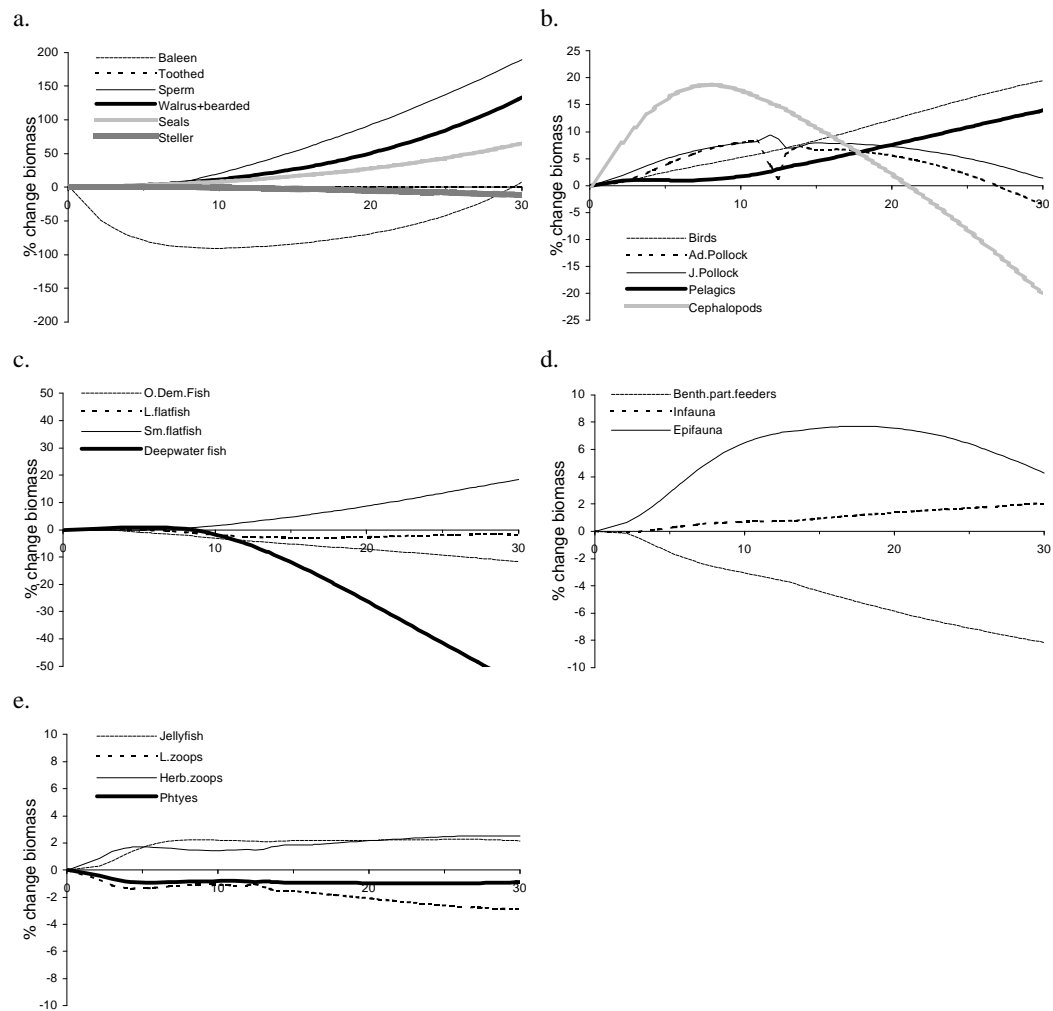 a.
% change biomass
200
150
100
50
0
-50
-100
-150
-200
0
10
20
30
Baleen
Toothed
Sperm
Walrus+bearded
Seals
Steller
b.
% change biomass
25
20
15
10
5
0
-5
-10
-15
-20
-25
0
10
20
30
Birds
Ad.Pollock
J.Pollock
Pelagics
Cephalopods
c.
% change biomass
50
40
30
20
10
0
-10
-20
-30
-40
-50
0
10
20
30
O.Dem.Fish
L.flatfish
Sm.flatfish
Deepwater fish
d.
% change biomass
10
8
6
4
2
0
-2
-4
-6
-8
-10
0
10
20
30
Benth.part.feeders
Infauna
Epifauna
e.
% change biomass
10
8
6
4
2
0
-2
-4
-6
-8
-10
0
10
20
30
Jellyfish
L.zoops
Herb.zoops
Phtyes